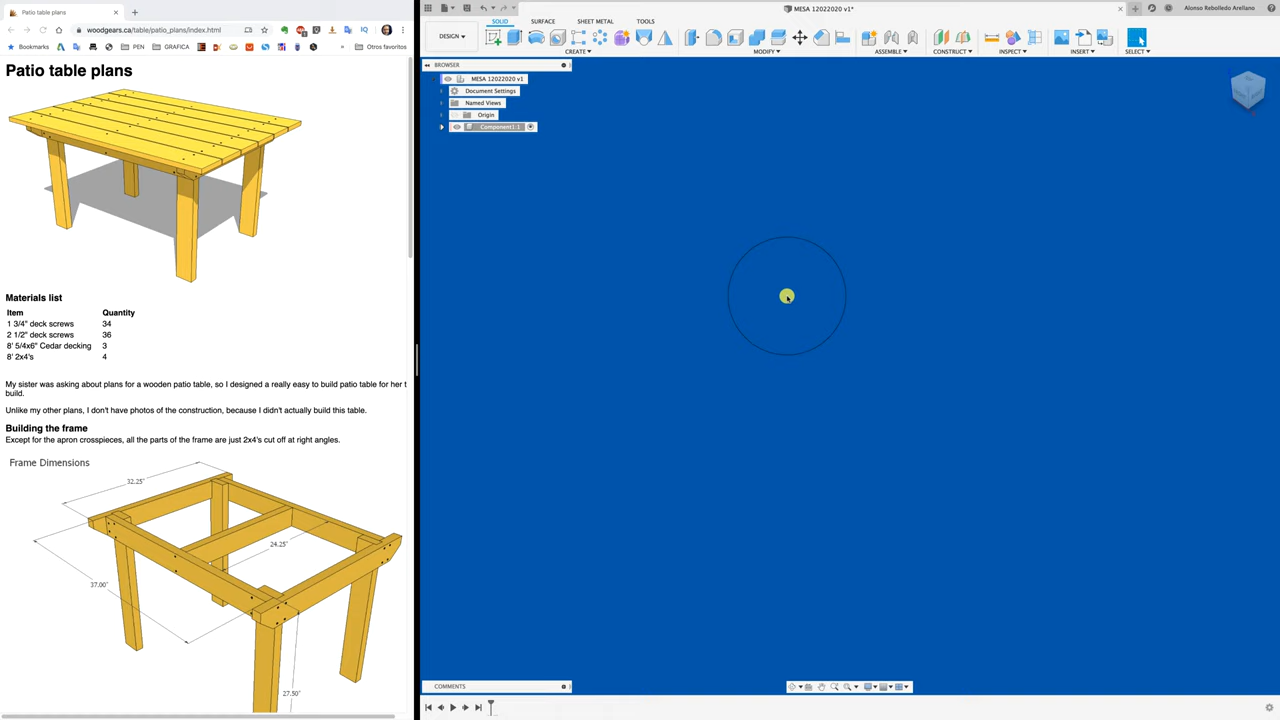 Patio table plans
woodgears.ca/table/patio_plans/index.html
Bookmarks
PEN
GRAFICA
Otros favoritos
Patio table plans
Materials list
Item Quantity
1 3/4" deck screws 34
2 1/2" deck screws 36
8' 5/4x6" Cedar decking 3
8' 2x4's 4
My sister was asking about plans for a wooden patio table, so I designed a really easy to build patio table for her t
build.
Unlike my other plans, I don't have photos of the construction, because I didn't actually build this table.
Building the frame
Except for the apron crosspieces, all the parts of the frame are just 2x4's cut off at right angles.
Frame Dimensions
32.25"
24.25"
37.00"
27.50"
MESA 12022020 v1*
Alonso Rebolledo Arellano
SOLID SURFACE SHEET METAL TOOLS
DESIGN
CREATE MODIFY ASSEMBLE CONSTRUCT INSPECT INSERT SELECT
BROWSER
MESA 12022020 v1
Document Settings
Named Views
Origin
Component1:1
COMMENTS